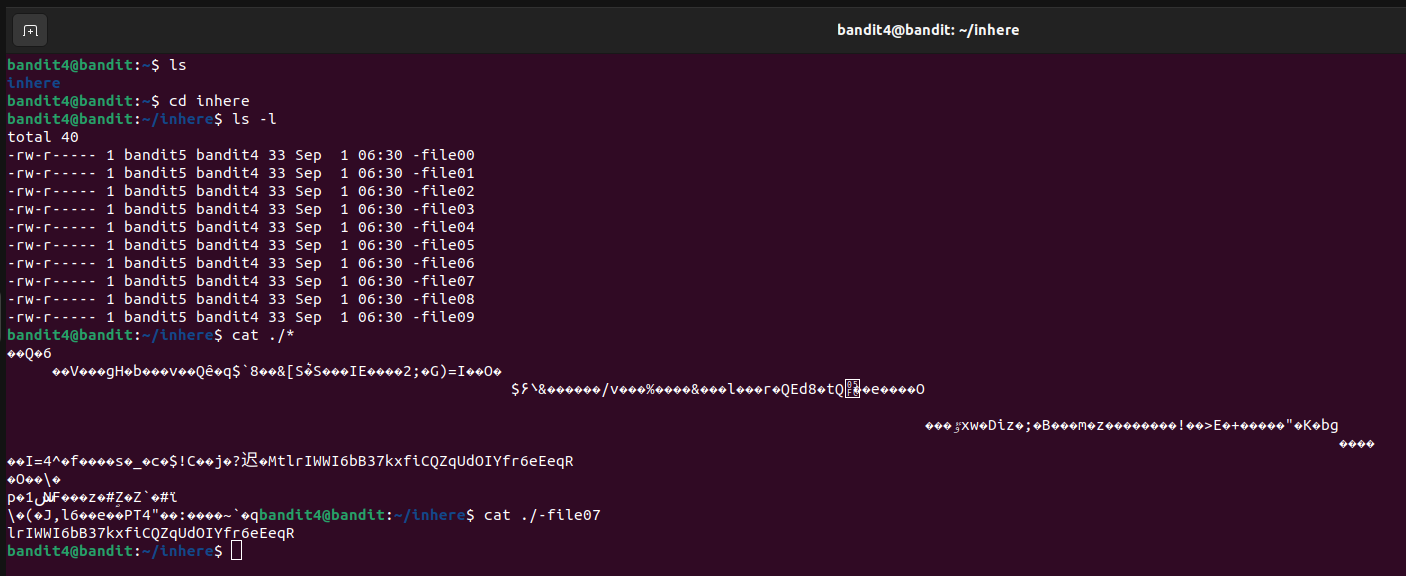 bandit4@bandit: ~/inhere
bandit4@bandit:~$ ls
inhere
bandit4@bandit:~$ cd inhere
bandit4@bandit:~/inhere$ ls -l
total 40
-rw-r----- 1 bandit5 bandit4 33 Sep  1 06:30 -file00
-rw-r----- 1 bandit5 bandit4 33 Sep  1 06:30 -file01
-rw-r----- 1 bandit5 bandit4 33 Sep  1 06:30 -file02
-rw-r----- 1 bandit5 bandit4 33 Sep  1 06:30 -file03
-rw-r----- 1 bandit5 bandit4 33 Sep  1 06:30 -file04
-rw-r----- 1 bandit5 bandit4 33 Sep  1 06:30 -file05
-rw-r----- 1 bandit5 bandit4 33 Sep  1 06:30 -file06
-rw-r----- 1 bandit5 bandit4 33 Sep  1 06:30 -file07
-rw-r----- 1 bandit5 bandit4 33 Sep  1 06:30 -file08
-rw-r----- 1 bandit5 bandit4 33 Sep  1 06:30 -file09
bandit4@bandit:~/inhere$ cat ./*
��Q�6
��V���gH�b���v��Qê�q$`8��&[S�S���IE����2;�G)=I��O�
&������/v���%����&���l���r�QEd8�tQ�e����O
xw�Diz�;�B���m�z��������!��>E�+�����"�K�bg
����
��I=4^�f����s�_�c�$!C��j�?迟�MtlrIWWI6bB37kxfiCQZqUdOIYfr6eEeqR
�O��\�
p�1 F���z�#Z�Z`�#
\�(�J,l6��e��PT4"��:����~`�qbandit4@bandit:~/inhere$ cat ./-file07
lrIWWI6bB37kxfiCQZqUdOIYfr6eEeqR
bandit4@bandit:~/inhere$